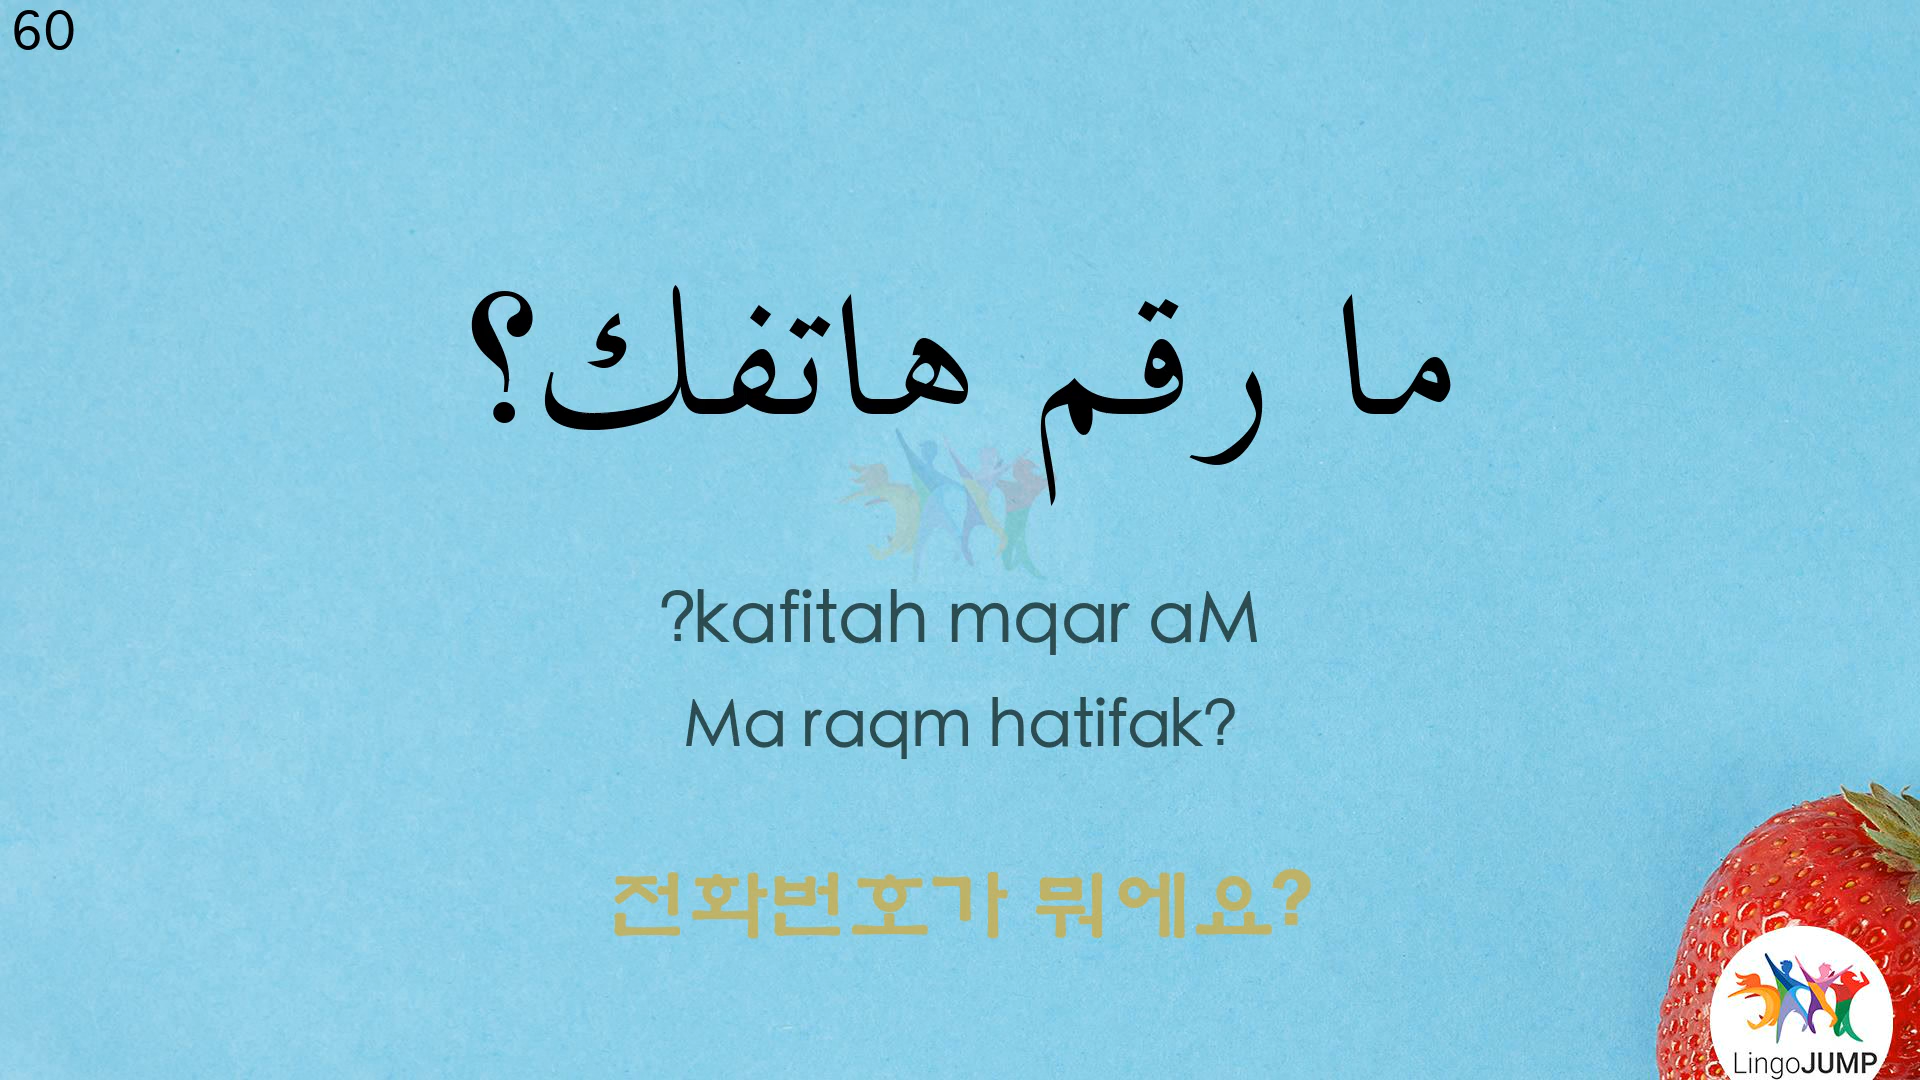 60
ما رقم هاتفك؟
?kafitah mqar aM
Ma raqm hatifak?
전화번호가 뭐에요?
LingoJUMP